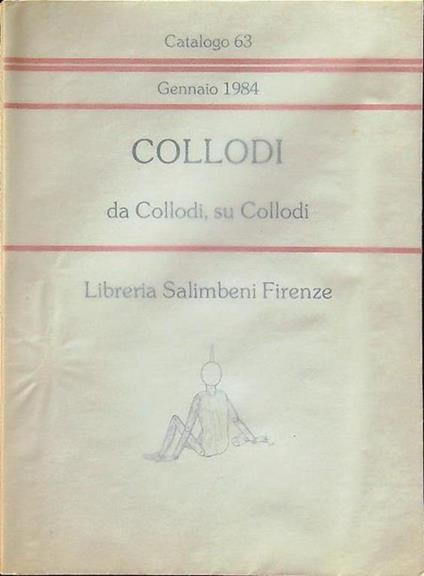 Catalogo 63
Gennaio 1984
COLLODI
da Collodi, su Collodi
Libreria Salimbeni Firenze